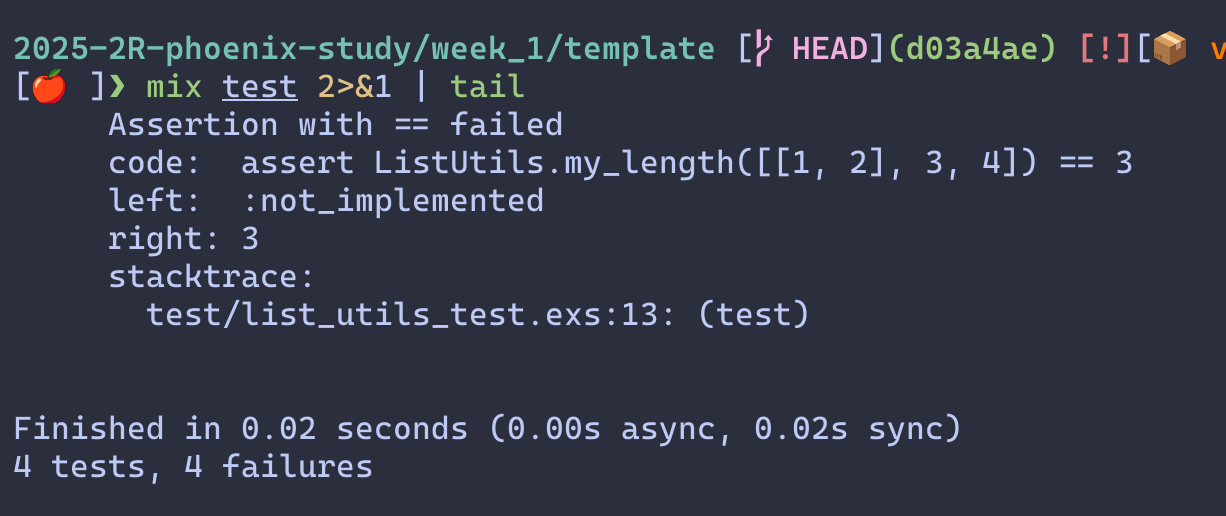 2025-2R-phoenix-study/week_1/template [ HEAD](d03a4ae) [!][📦 v
[🍎 ]❯ mix test 2>&1 | tail
Assertion with == failed
code:  assert ListUtils.my_length([[1, 2], 3, 4]) == 3
left:  :not_implemented
right: 3
stacktrace:
test/list_utils_test.exs:13: (test)
Finished in 0.02 seconds (0.00s async, 0.02s sync)
4 tests, 4 failures